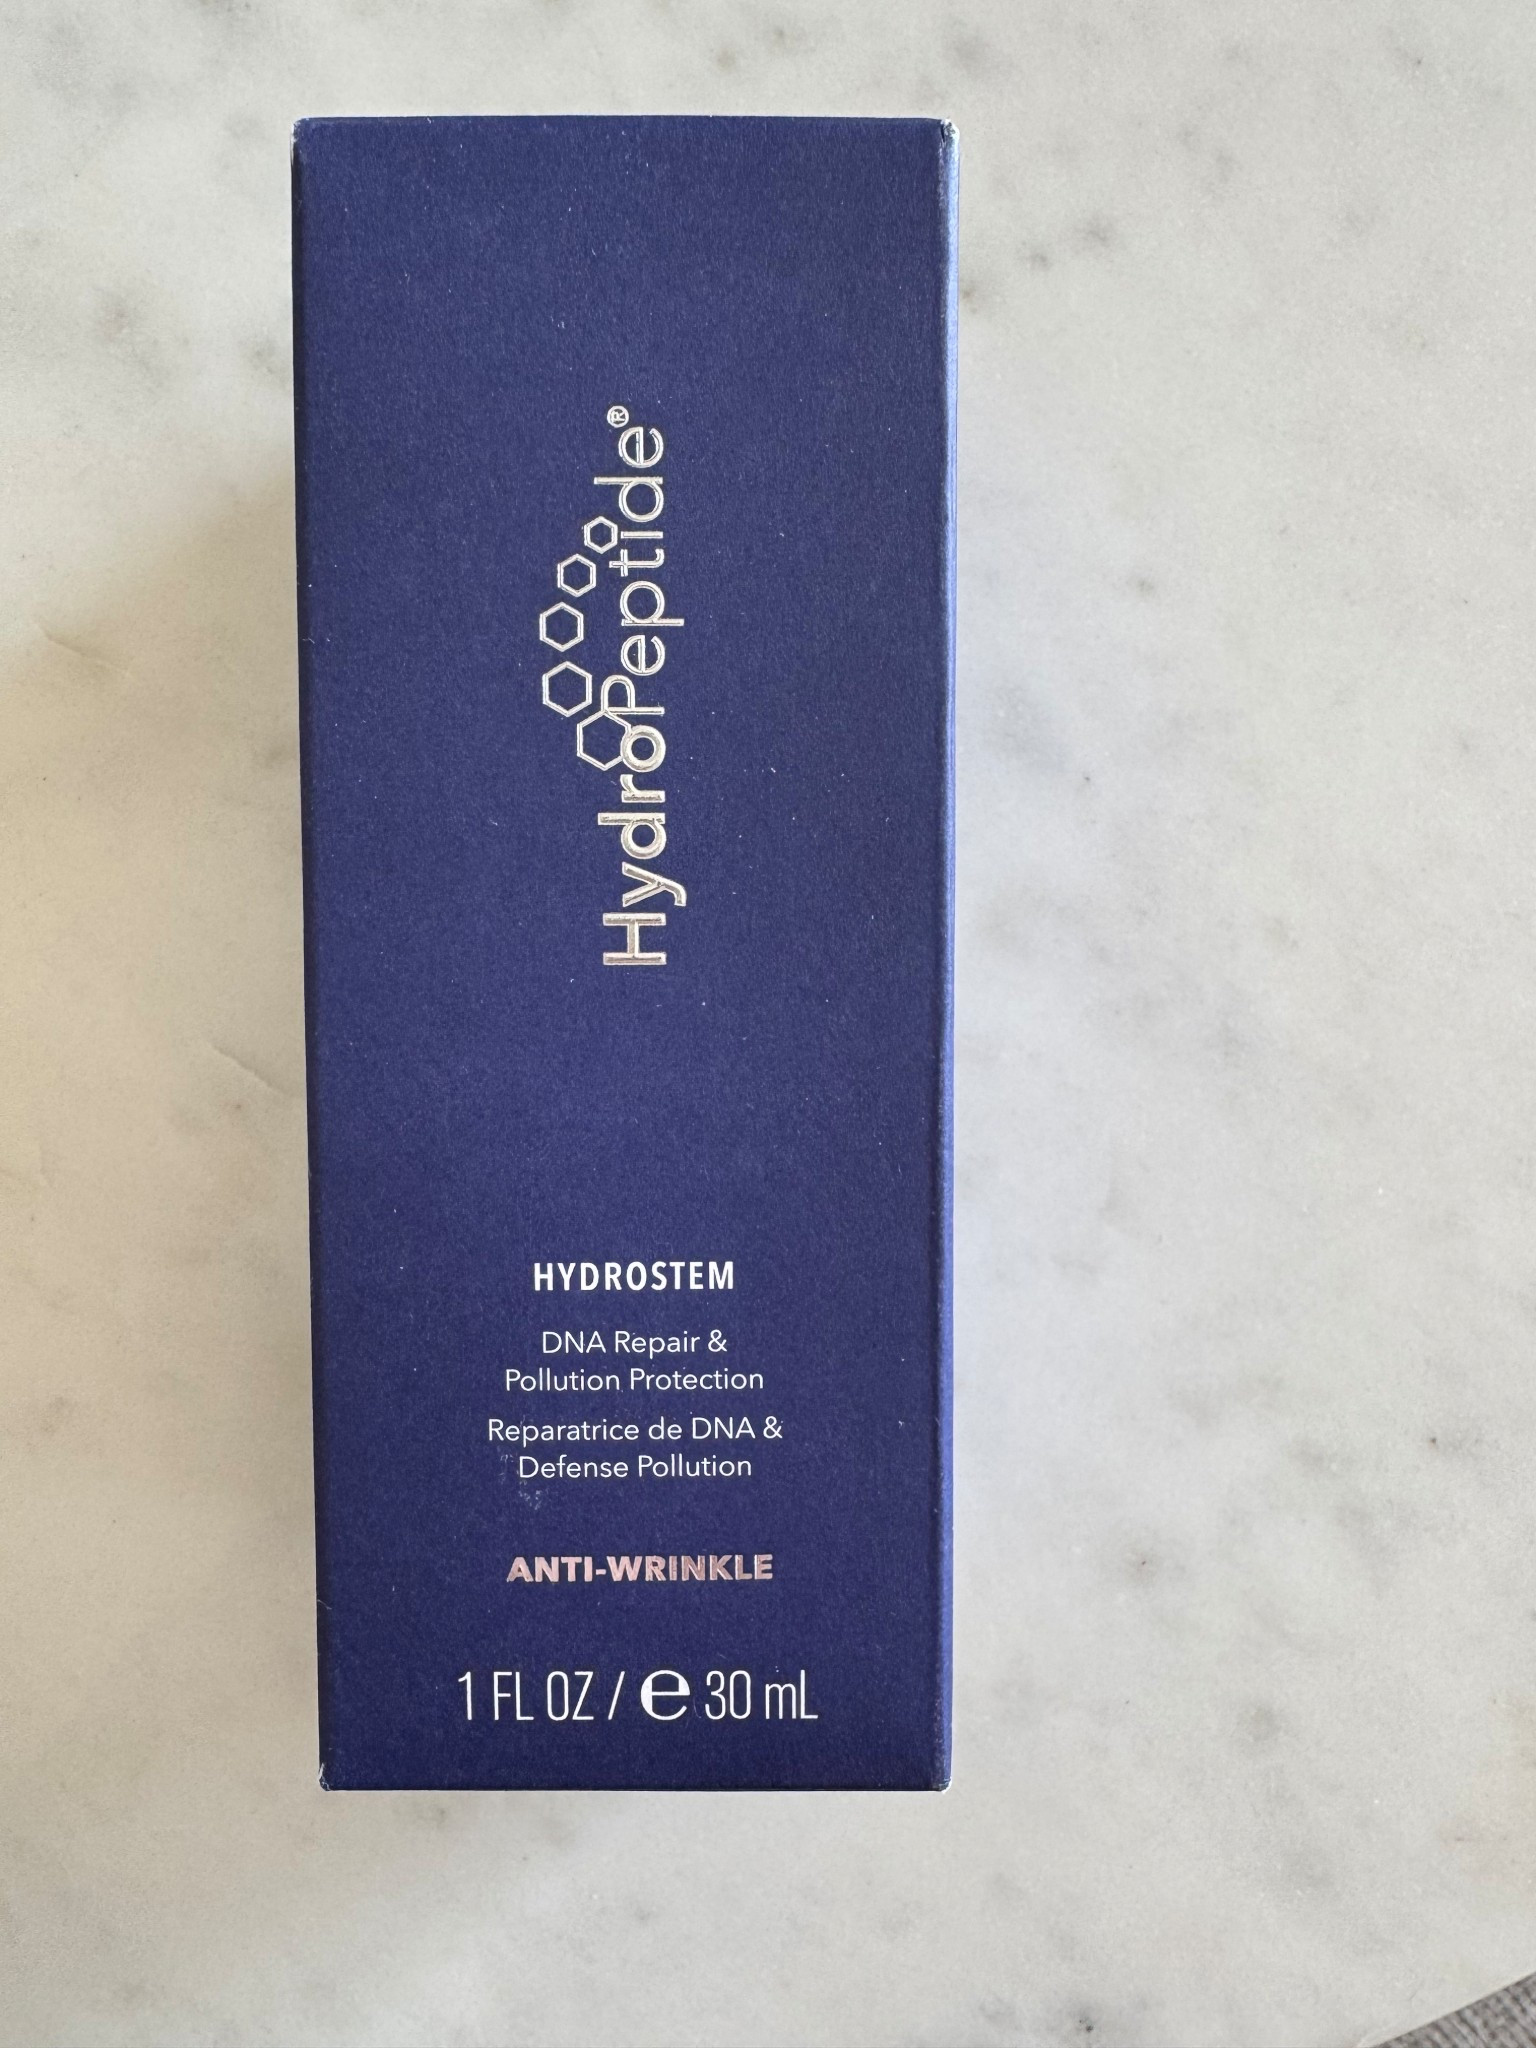 HydroPeptide®
HYDROSTEM
DNA Repair &
Pollution Protection
Reparatrice de DNA &
Defense Pollution
ANTI-WRINKLE
1 FL OZ / ℮ 30 mL